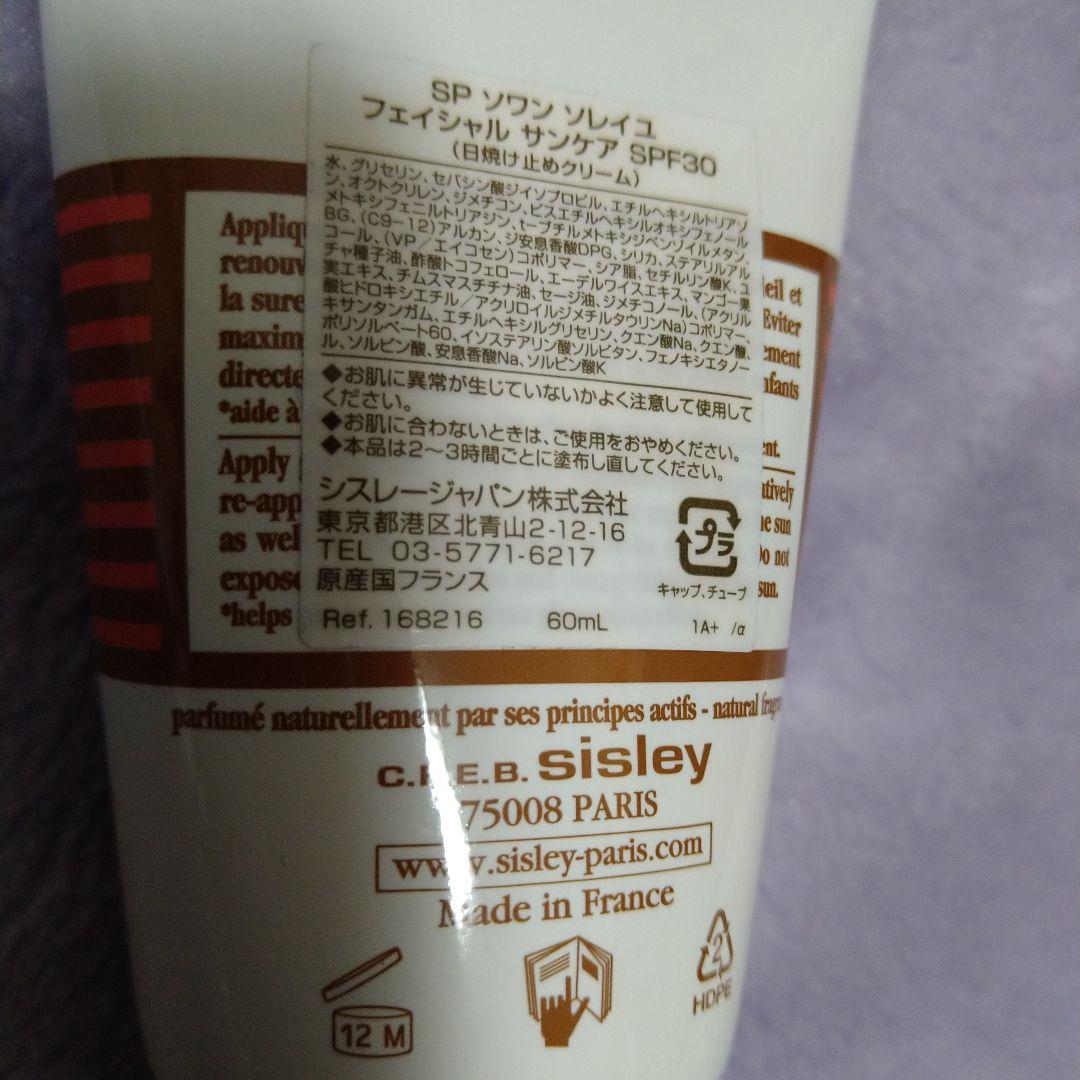 SP ソワン ソレイユ
フェイシャル サンケア SPF30
(日焼け止めクリーム)
水、グリセリン、セバシン酸ジイソプロピル、エチルヘキシルトリアゾ
ン、オクトクリレン、ジメチコン、ビスエチルヘキシルオキシフェノール
メトキシフェニルトリアジン、t-ブチルメトキシジベンゾイルメタン、
BG、(C9-12)アルカン、ジ安息香酸DPG、シリカ、ステアリルアル
コール、(VP/エイコセン)コポリマー、シア脂、セチルリン酸K、ユ
チャ種子油、酢酸トコフェロール、エーデルワイスエキス、マンゴー果
実エキス、チムスマスチチナ油、セージ油、ジメチコノール、(アクリル
酸ヒドロキシエチル/アクリロイルジメチルタウリンNa)コポリマー、
キサンタンガム、エチルヘキシルグリセリン、クエン酸Na、クエン酸、
ポリソルベート60、イソステアリン酸ソルビタン、フェノキシエタノー
ル、ソルビン酸、安息香酸Na、ソルビン酸K
◆お肌に異常が生じていないかよく注意して使用して
ください。
◆お肌に合わないときは、ご使用をおやめください。
◆本品は2～3時間ごとに塗布し直してください。
シスレージャパン株式会社
東京都港区北青山2-12-16
TEL 03-5771-6217
原産国フランス
プラ
キャップ、チューブ
Ref. 168216 60mL 1A+ /α
Appliq
renouv
la sure
maxim
directe
*aide à
Apply
re-app
as wel
expose
*helps
eil et
Eviter
ement
nfants
nt.
atively
he sun
Do not
sun.
parfumé naturellement par ses principes actifs - natural
sisley
75008 PARIS
www.sisley-paris.com
Made in France
12 M
2
HDPE